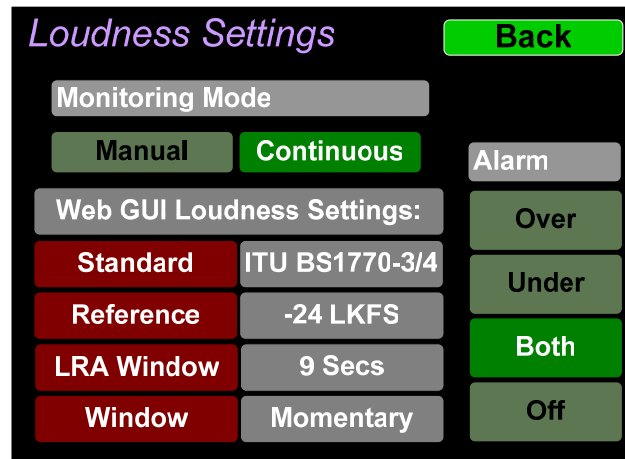 Loudness Settings
Back
Monitoring Mode
Manual
Continuous
Web GUI Loudness Settings:
Standard
ITU BS1770-3/4
Reference
-24 LKFS
LRA Window
9 Secs
Window
Momentary
Alarm
Over
Under
Both
Off